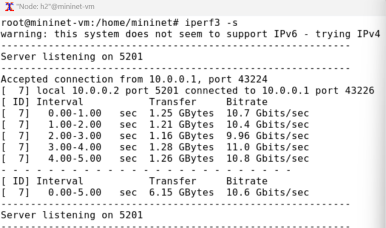 "Node: h2"@mininet-vm
root@mininet-vm:/home/mininet# iperf3 -s
warning: this system does not seem to support IPv6 - trying IPv4
-----------------------------------------------------------
Server listening on 5201
-----------------------------------------------------------
Accepted connection from 10.0.0.1, port 43224
[  7] local 10.0.0.2 port 5201 connected to 10.0.0.1 port 43226
[ ID] Interval           Transfer     Bitrate
[  7]   0.00-1.00   sec  1.25 GBytes  10.7 Gbits/sec
[  7]   1.00-2.00   sec  1.21 GBytes  10.4 Gbits/sec
[  7]   2.00-3.00   sec  1.16 GBytes  9.96 Gbits/sec
[  7]   3.00-4.00   sec  1.28 GBytes  11.0 Gbits/sec
[  7]   4.00-5.00   sec  1.26 GBytes  10.8 Gbits/sec
- - - - - - - - - - - - - - - - - - - - - - - - -
[ ID] Interval           Transfer     Bitrate
[  7]   0.00-5.00   sec  6.15 GBytes  10.6 Gbits/sec
-----------------------------------------------------------
Server listening on 5201
-----------------------------------------------------------